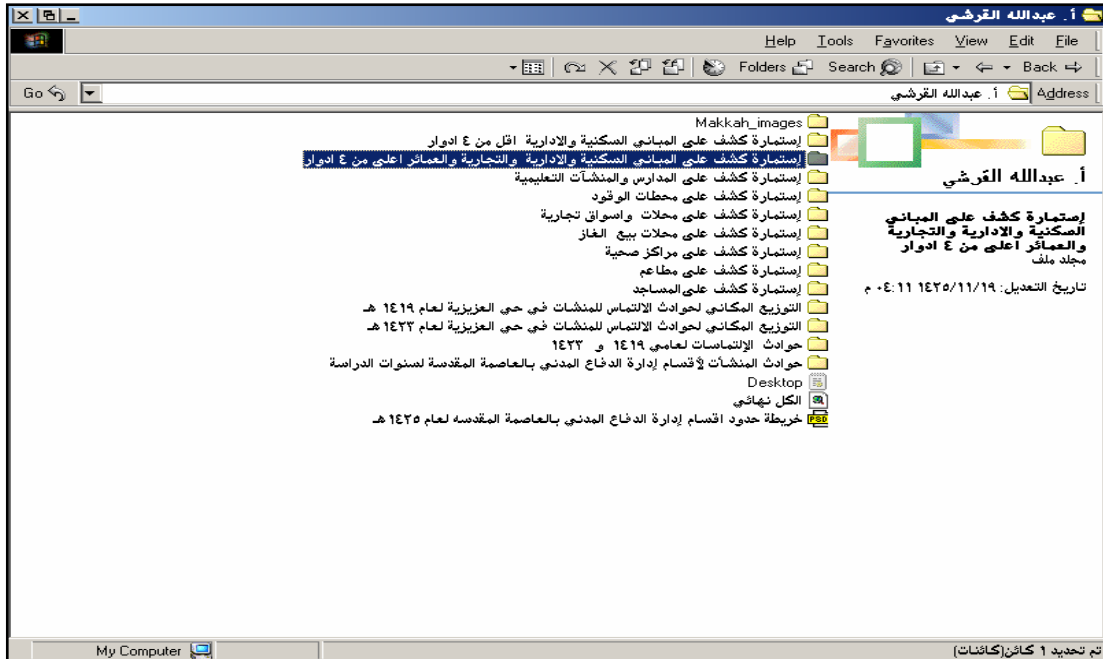 أ. عبدالله القرشي
File Edit View Favorites Tools Help
Back Search Folders
Address أ. عبدالله القرشي Go
أ. عبدالله القرشي
إستمارة كشف على المباني
السكنية والادارية والتجارية
والعمائر اعلى من ٤ ادوار
مجلد ملف
تاريخ التعديل: ١٤٢٥/١١/١٩ ٠٤:١١ م
Makkah_images
إستمارة كشف على المباني السكنية والادارية اقل من ٤ ادوار
إستمارة كشف على المباني السكنية والادارية والتجارية والعمائر اعلى من ٤ ادوار
إستمارة كشف على المدارس والمنشآت التعليمية
إستمارة كشف على محطات الوقود
إستمارة كشف على محلات واسواق تجارية
إستمارة كشف على محلات بيع الغاز
إستمارة كشف على مراكز صحية
إستمارة كشف على مطاعم
إستمارة كشف على المساجد
التوزيع المكاني لحوادث الالتماس للمنشات في حي العزيزية لعام ١٤١٩ هـ
التوزيع المكاني لحوادث الالتماس للمنشات في حي العزيزية لعام ١٤٢٣ هـ
حوادث الإلتماسات لعامي ١٤١٩ و ١٤٢٣
حوادث المنشأت لأقسام إدارة الدفاع المدني بالعاصمة المقدسة لسنوات الدراسة
Desktop
الكل نهائي
خريطة حدود اقسام إدارة الدفاع المدني بالعاصمة المقدسه لعام ١٤٢٥ هـ
تم تحديد ١ كائن(كائنات)
My Computer